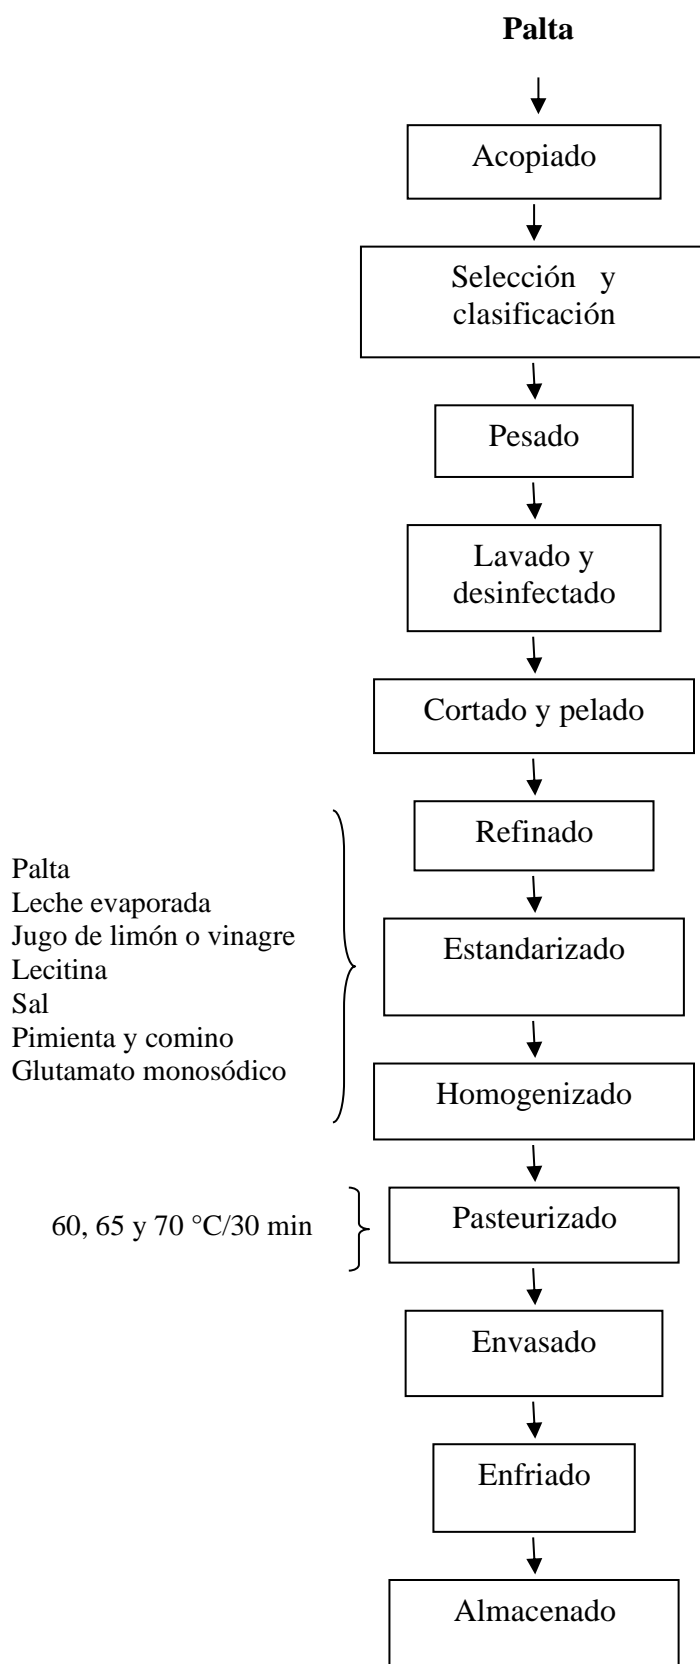 Palta
Acopiado
Selección y
clasificación
Pesado
Lavado y
desinfectado
Cortado y pelado
Refinado
Palta
Leche evaporada
Jugo de limón o vinagre
Lecitina
Sal
Pimienta y comino
Glutamato monosódico
Estandarizado
Homogenizado
60, 65 y 70 °C/30 min
Pasteurizado
Envasado
Enfriado
Almacenado